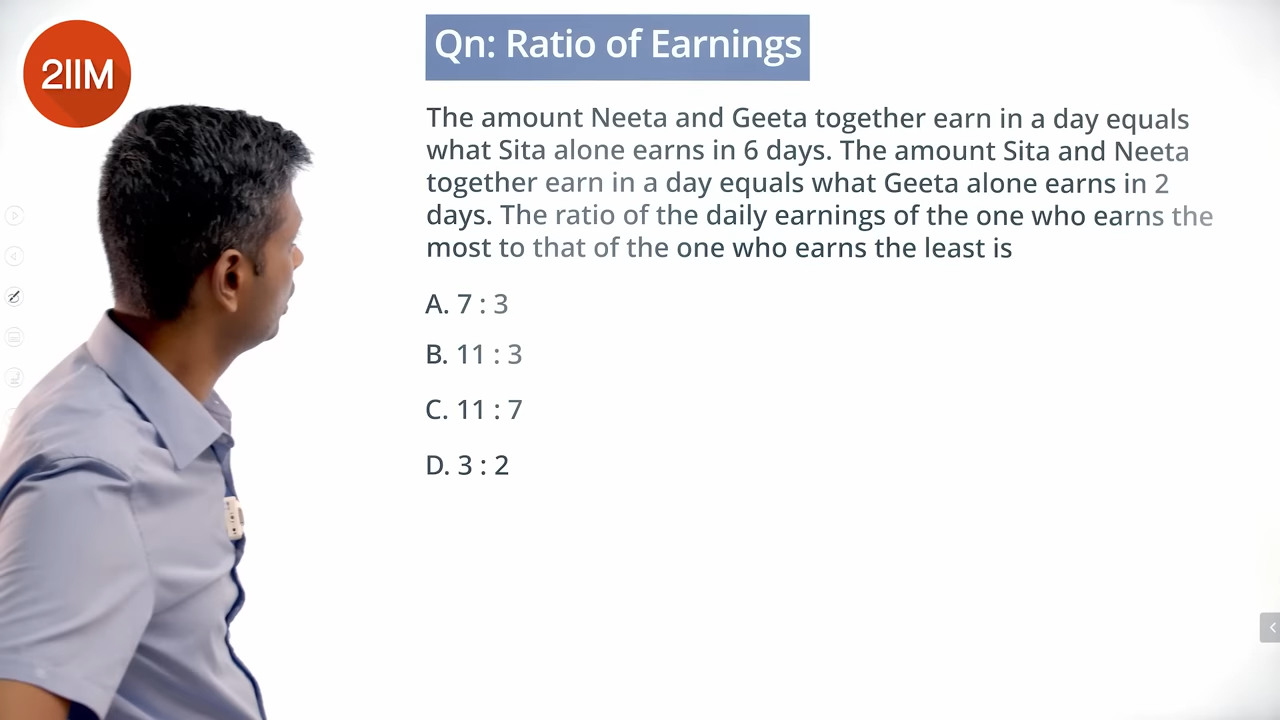 2IIM
Qn: Ratio of Earnings
The amount Neeta and Geeta together earn in a day equals
what Sita alone earns in 6 days. The amount Sita and Neeta
together earn in a day equals what Geeta alone earns in 2
days. The ratio of the daily earnings of the one who earns the
most to that of the one who earns the least is
A. 7 : 3
B. 11 : 3
C. 11 : 7
D. 3 : 2